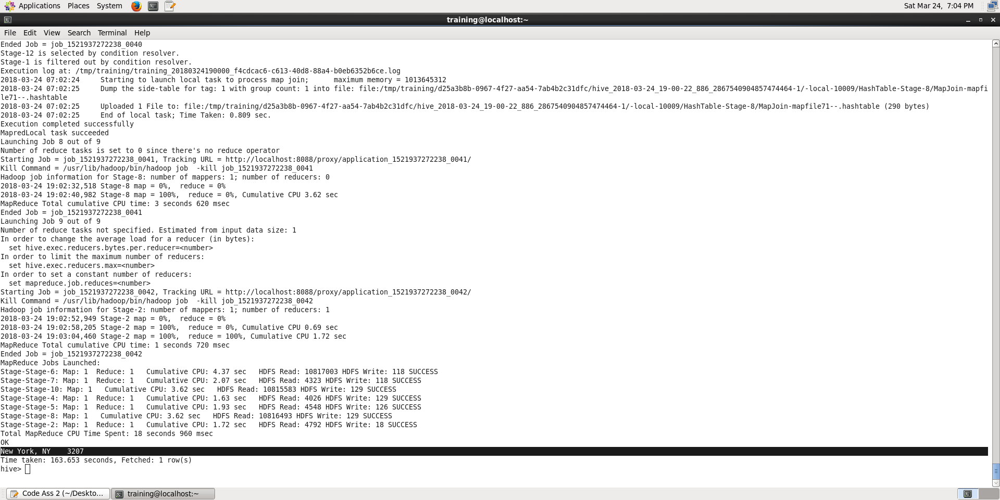 Applications Places System Sat Mar 24, 7:04 PM
training@localhost:~
File Edit View Search Terminal Help
Ended Job = job_1521937272238_0040
Stage-12 is selected by condition resolver.
Stage-1 is filtered out by condition resolver.
Execution log at: /tmp/training/training_20180324190000_f4cdcac6-c613-40d8-88a4-b0eb6352b6ce.log
2018-03-24 07:02:24     Starting to launch local task to process map join;      maximum memory = 1013645312
2018-03-24 07:02:25     Dump the side-table for tag: 1 with group count: 1 into file: file:/tmp/training/d25a3b8b-0967-4f27-aa54-7ab4b2c31dfc/hive_2018-03-24_19-00-22_886_2867540904857474464-1/-local-10009/HashTable-Stage-8/MapJoin-mapfi
le71--.hashtable
2018-03-24 07:02:25     Uploaded 1 File to: file:/tmp/training/d25a3b8b-0967-4f27-aa54-7ab4b2c31dfc/hive_2018-03-24_19-00-22_886_2867540904857474464-1/-local-10009/HashTable-Stage-8/MapJoin-mapfile71--.hashtable (290 bytes)
2018-03-24 07:02:25     End of local task; Time Taken: 0.809 sec.
Execution completed successfully
MapredLocal task succeeded
Launching Job 8 out of 9
Number of reduce tasks is set to 0 since there's no reduce operator
Starting Job = job_1521937272238_0041, Tracking URL = http://localhost:8088/proxy/application_1521937272238_0041/
Kill Command = /usr/lib/hadoop/bin/hadoop job  -kill job_1521937272238_0041
Hadoop job information for Stage-8: number of mappers: 1; number of reducers: 0
2018-03-24 19:02:32,518 Stage-8 map = 0%,  reduce = 0%
2018-03-24 19:02:40,982 Stage-8 map = 100%,  reduce = 0%, Cumulative CPU 3.62 sec
MapReduce Total cumulative CPU time: 3 seconds 620 msec
Ended Job = job_1521937272238_0041
Launching Job 9 out of 9
Number of reduce tasks not specified. Estimated from input data size: 1
In order to change the average load for a reducer (in bytes):
  set hive.exec.reducers.bytes.per.reducer=<number>
In order to limit the maximum number of reducers:
  set hive.exec.reducers.max=<number>
In order to set a constant number of reducers:
  set mapreduce.job.reduces=<number>
Starting Job = job_1521937272238_0042, Tracking URL = http://localhost:8088/proxy/application_1521937272238_0042/
Kill Command = /usr/lib/hadoop/bin/hadoop job  -kill job_1521937272238_0042
Hadoop job information for Stage-2: number of mappers: 1; number of reducers: 1
2018-03-24 19:02:52,949 Stage-2 map = 0%,  reduce = 0%
2018-03-24 19:02:58,205 Stage-2 map = 100%,  reduce = 0%, Cumulative CPU 0.69 sec
2018-03-24 19:03:04,460 Stage-2 map = 100%,  reduce = 100%, Cumulative CPU 1.72 sec
MapReduce Total cumulative CPU time: 1 seconds 720 msec
Ended Job = job_1521937272238_0042
MapReduce Jobs Launched:
Stage-Stage-6: Map: 1  Reduce: 1   Cumulative CPU: 4.37 sec   HDFS Read: 10817003 HDFS Write: 118 SUCCESS
Stage-Stage-7: Map: 1  Reduce: 1   Cumulative CPU: 2.07 sec   HDFS Read: 4323 HDFS Write: 118 SUCCESS
Stage-Stage-10: Map: 1   Cumulative CPU: 3.62 sec   HDFS Read: 10815583 HDFS Write: 129 SUCCESS
Stage-Stage-4: Map: 1  Reduce: 1   Cumulative CPU: 1.63 sec   HDFS Read: 4026 HDFS Write: 129 SUCCESS
Stage-Stage-5: Map: 1  Reduce: 1   Cumulative CPU: 1.93 sec   HDFS Read: 4548 HDFS Write: 126 SUCCESS
Stage-Stage-8: Map: 1   Cumulative CPU: 3.62 sec   HDFS Read: 10816493 HDFS Write: 129 SUCCESS
Stage-Stage-2: Map: 1  Reduce: 1   Cumulative CPU: 1.72 sec   HDFS Read: 4792 HDFS Write: 18 SUCCESS
Total MapReduce CPU Time Spent: 18 seconds 960 msec
OK
New York, NY    3207
Time taken: 163.653 seconds, Fetched: 1 row(s)
hive>
Code Ass 2 (~/Deskto... training@localhost:~